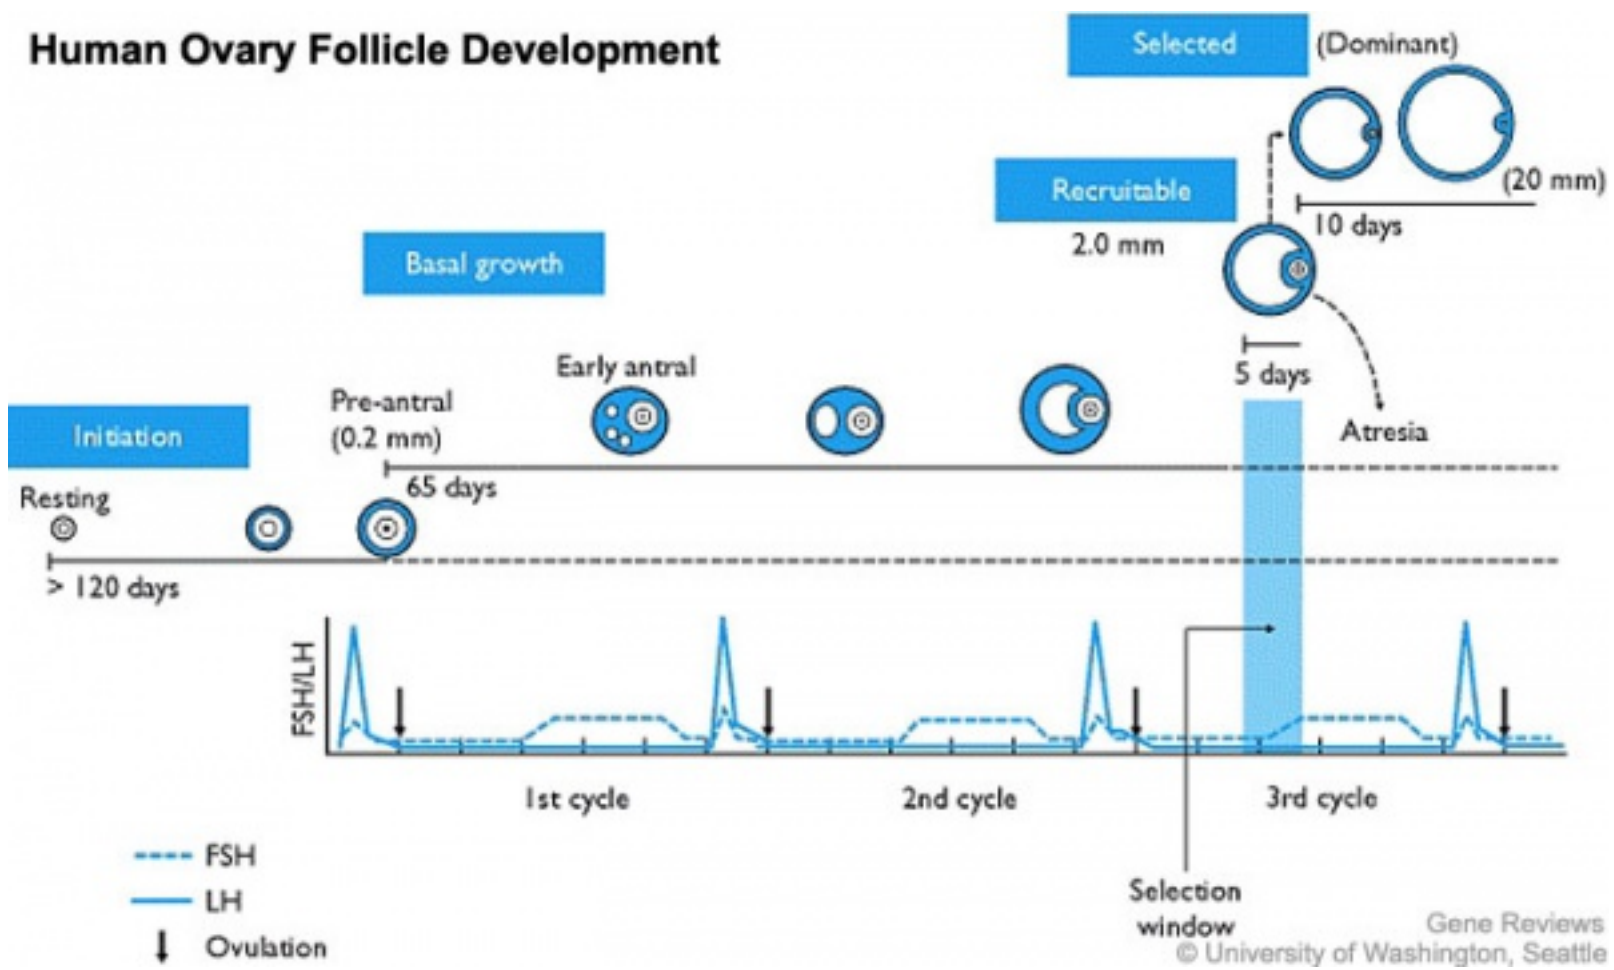 Human Ovary Follicle Development
Selected
(Dominant)
(20 mm)
10 days
Recruitable
2.0 mm
5 days
Atresia
Basal growth
Early antral
Pre-antral
(0.2 mm)
65 days
Initiation
Resting
> 120 days
FSH/LH
1st cycle
2nd cycle
3rd cycle
FSH
LH
Ovulation
Selection
window
Gene Reviews
© University of Washington, Seattle